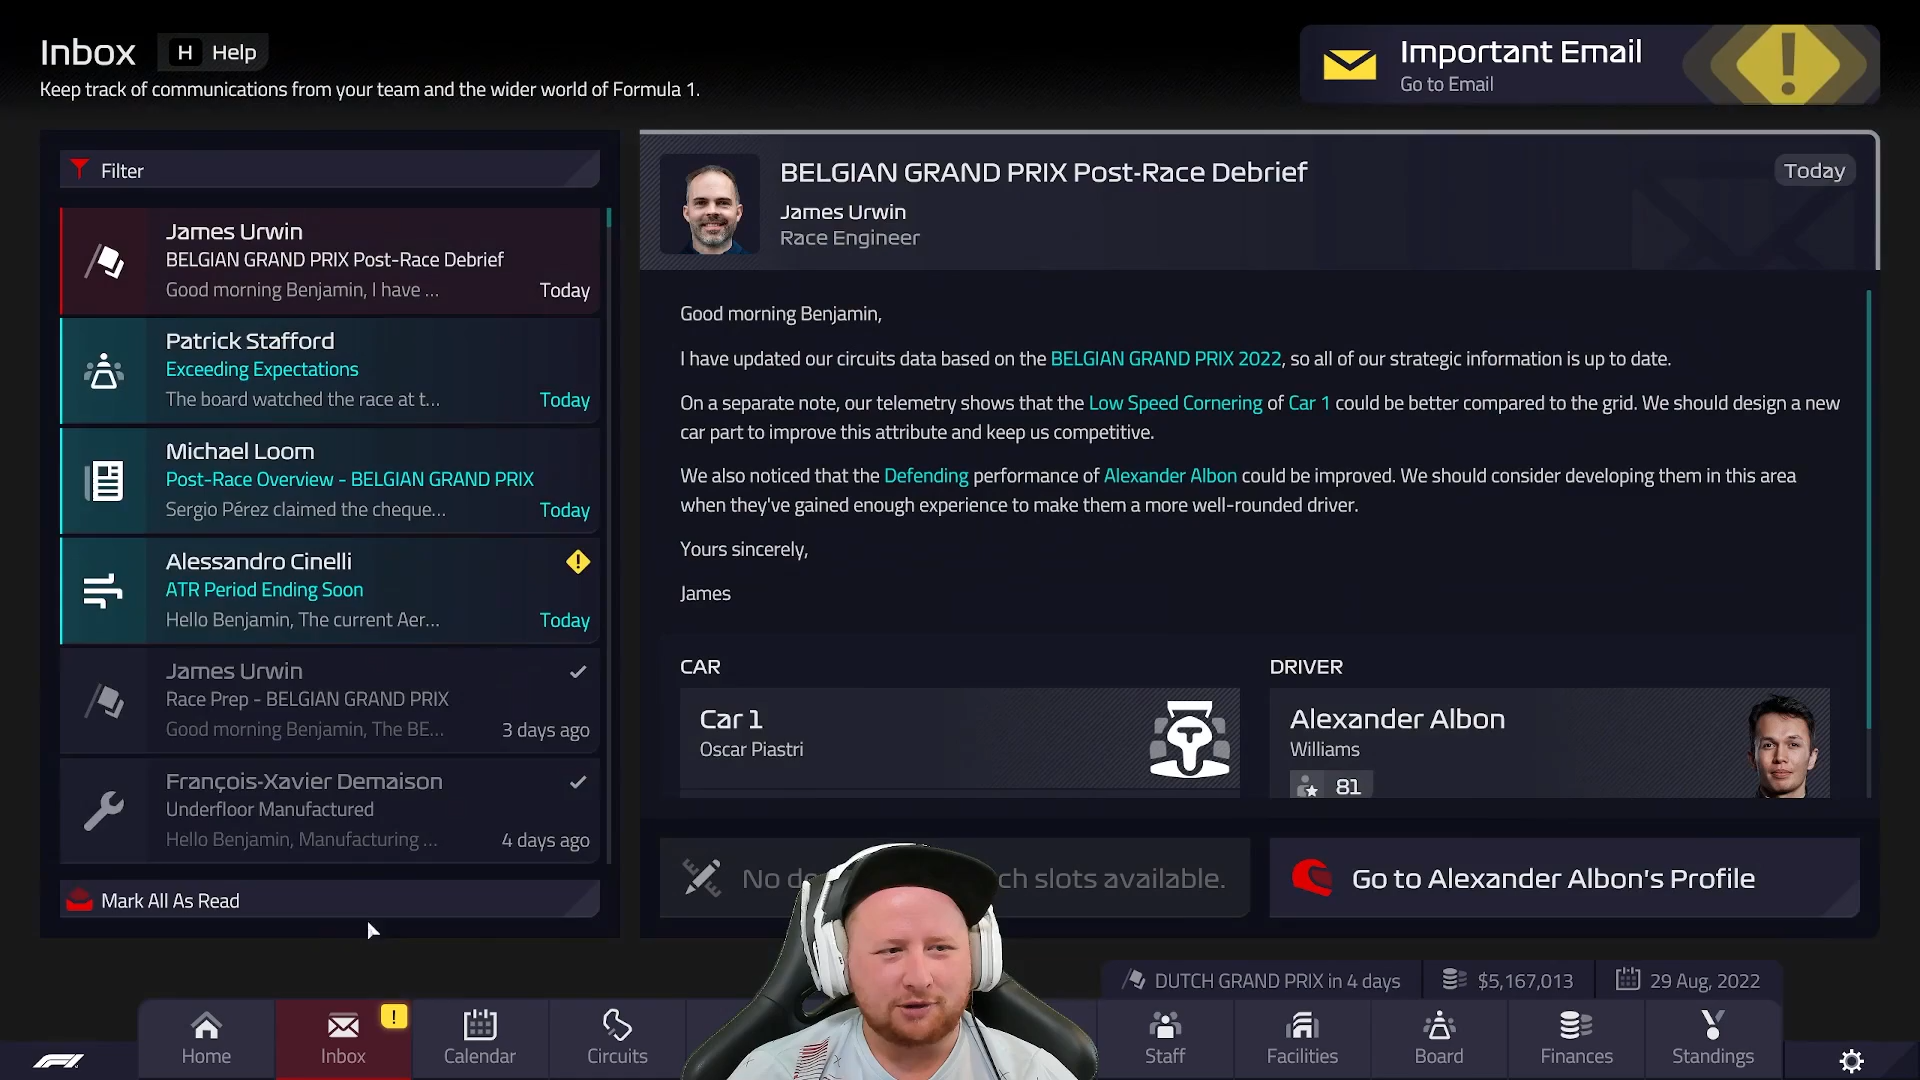 Inbox
H Help
Keep track of communications from your team and the wider world of Formula 1.
Important Email
Go to Email
Filter
James Urwin
BELGIAN GRAND PRIX Post-Race Debrief
Good morning Benjamin, I have ...
Today
Patrick Stafford
Exceeding Expectations
The board watched the race at t...
Today
Michael Loom
Post-Race Overview - BELGIAN GRAND PRIX
Sergio Pérez claimed the cheque...
Today
Alessandro Cinelli
ATR Period Ending Soon
Hello Benjamin, The current Aer...
Today
James Urwin
Race Prep - BELGIAN GRAND PRIX
Good morning Benjamin, The BE...
3 days ago
François-Xavier Demaison
Underfloor Manufactured
Hello Benjamin, Manufacturing ...
4 days ago
Mark All As Read
BELGIAN GRAND PRIX Post-Race Debrief
Today
James Urwin
Race Engineer
Good morning Benjamin,
I have updated our circuits data based on the BELGIAN GRAND PRIX 2022, so all of our strategic information is up to date.
On a separate note, our telemetry shows that the Low Speed Cornering of Car 1 could be better compared to the grid. We should design a new
car part to improve this attribute and keep us competitive.
We also noticed that the Defending performance of Alexander Albon could be improved. We should consider developing them in this area
when they've gained enough experience to make them a more well-rounded driver.
Yours sincerely,
James
CAR
Car 1
Oscar Piastri
DRIVER
Alexander Albon
Williams
81
No slots available.
Go to Alexander Albon's Profile
DUTCH GRAND PRIX in 4 days
$5,167,013
29 Aug, 2022
Home
Inbox
Calendar
Circuits
Staff
Facilities
Board
Finances
Standings